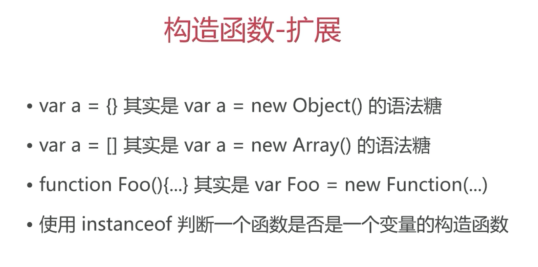 构造函数-扩展
• var a = {} 其实是 var a = new Object() 的语法糖
• var a = [] 其实是 var a = new Array() 的语法糖
• function Foo(){...} 其实是 var Foo = new Function(...)
• 使用 instanceof 判断一个函数是否是一个变量的构造函数